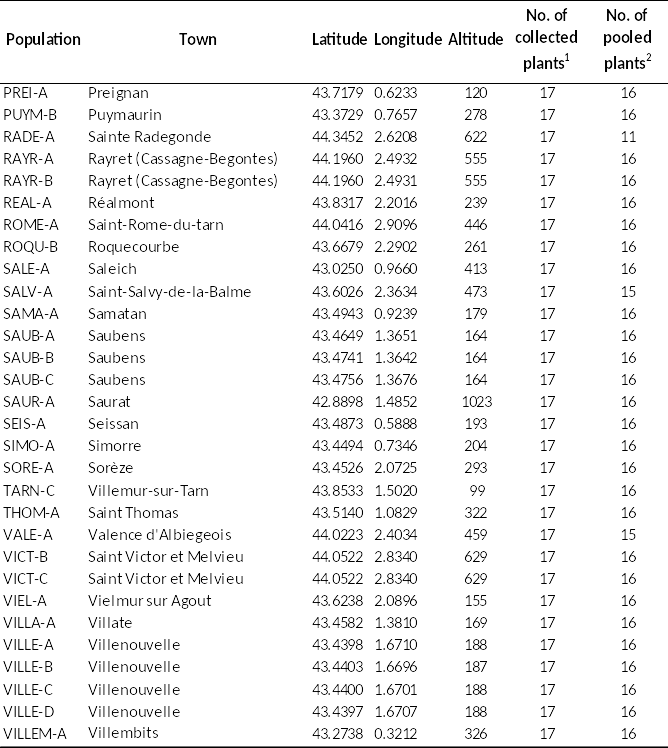 Population Town Latitude Longitude Altitude No. of collected plants1 No. of pooled plants2
PREI-A Preignan 43.7179 0.6233 120 17 16
PUYM-B Puymaurin 43.3729 0.7657 278 17 16
RADE-A Sainte Radegonde 44.3452 2.6208 622 17 11
RAYR-A Rayret (Cassagne-Begontes) 44.1960 2.4932 555 17 16
RAYR-B Rayret (Cassagne-Begontes) 44.1960 2.4931 555 17 16
REAL-A Réalmont 43.8317 2.2016 239 17 16
ROME-A Saint-Rome-du-tarn 44.0416 2.9096 446 17 16
ROQU-B Roquecourbe 43.6679 2.2902 261 17 16
SALE-A Saleich 43.0250 0.9660 413 17 16
SALV-A Saint-Salvy-de-la-Balme 43.6026 2.3634 473 17 15
SAMA-A Samatan 43.4943 0.9239 179 17 16
SAUB-A Saubens 43.4649 1.3651 164 17 16
SAUB-B Saubens 43.4741 1.3642 164 17 16
SAUB-C Saubens 43.4756 1.3676 164 17 16
SAUR-A Saurat 42.8898 1.4852 1023 17 16
SEIS-A Seissan 43.4873 0.5888 193 17 16
SIMO-A Simorre 43.4494 0.7346 204 17 16
SORE-A Sorèze 43.4526 2.0725 293 17 16
TARN-C Villemur-sur-Tarn 43.8533 1.5020 99 17 16
THOM-A Saint Thomas 43.5140 1.0829 322 17 16
VALE-A Valence d'Albiegeois 44.0223 2.4034 459 17 15
VICT-B Saint Victor et Melvieu 44.0522 2.8340 629 17 16
VICT-C Saint Victor et Melvieu 44.0522 2.8340 629 17 16
VIEL-A Vielmur sur Agout 43.6238 2.0896 155 17 16
VILLA-A Villate 43.4582 1.3810 169 17 16
VILLE-A Villenouvelle 43.4398 1.6710 188 17 16
VILLE-B Villenouvelle 43.4403 1.6696 187 17 16
VILLE-C Villenouvelle 43.4400 1.6701 188 17 16
VILLE-D Villenouvelle 43.4397 1.6707 188 17 16
VILLEM-A Villembits 43.2738 0.3212 326 17 16